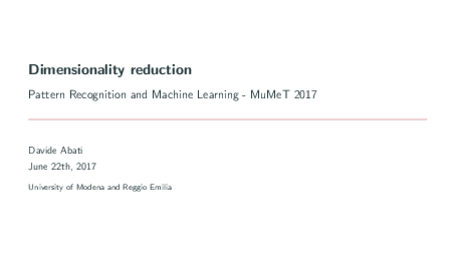 Dimensionality reduction
Pattern Recognition and Machine Learning - MuMeT 2017
Davide Abati
June 22th, 2017
University of Modena and Reggio Emilia